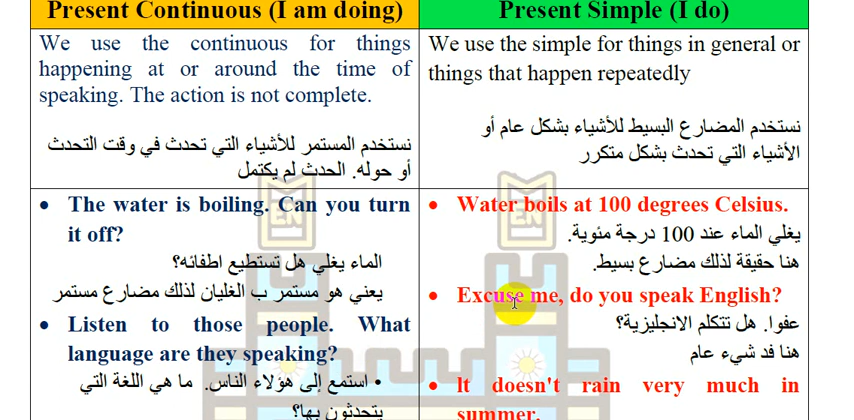 Present Continuous (I am doing)
We use the continuous for things
happening at or around the time of
speaking. The action is not complete.
نستخدم المستمر للأشياء التي تحدث في وقت التحدث
أو حوله. الحدث لم يكتمل
• The water is boiling. Can you turn
it off?
الماء يغلي هل تستطيع اطفائه؟
يعني هو مستمر ب الغليان لذلك مضارع مستمر
• Listen to those people. What
language are they speaking?
• استمع إلى هؤلاء الناس. ما هي اللغة التي
يتحدثون بها؟
Present Simple (I do)
We use the simple for things in general or
things that happen repeatedly
نستخدم المضارع البسيط للأشياء بشكل عام أو
الأشياء التي تحدث بشكل متكرر
• Water boils at 100 degrees Celsius.
يغلي الماء عند 100 درجة مئوية.
هنا حقيقة لذلك مضارع بسيط.
• Excuse me, do you speak English?
عفوا. هل تتكلم الانجليزية؟
هنا فد شيء عام
• It doesn't rain very much in
summer.
EN
EN